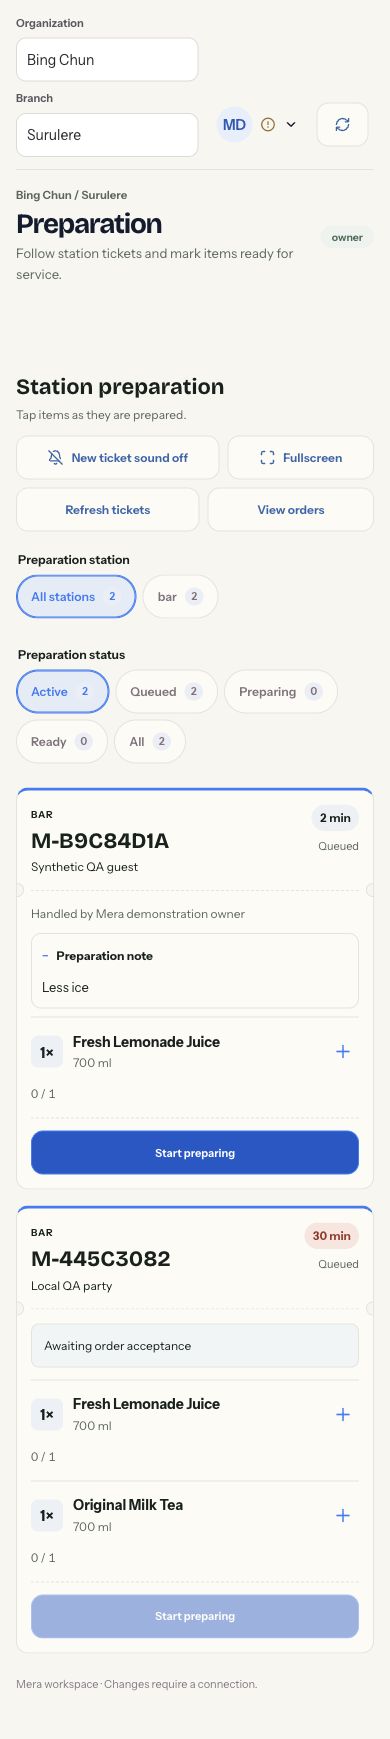 Organization
Bing Chun
Branch
Surulere
MD
Bing Chun / Surulere
Preparation
owner
Follow station tickets and mark items ready for
service.
Station preparation
Tap items as they are prepared.
New ticket sound off
Fullscreen
Refresh tickets
View orders
Preparation station
All stations 2
bar 2
Preparation status
Active 2
Queued 2
Preparing 0
Ready 0
All 2
BAR
2 min
M-B9C84D1A
Queued
Synthetic QA guest
Handled by Mera demonstration owner
– Preparation note
Less ice
1×
Fresh Lemonade Juice
700 ml
0 / 1
Start preparing
BAR
30 min
M-445C3082
Queued
Local QA party
Awaiting order acceptance
1×
Fresh Lemonade Juice
700 ml
0 / 1
1×
Original Milk Tea
700 ml
0 / 1
Start preparing
Mera workspace · Changes require a connection.